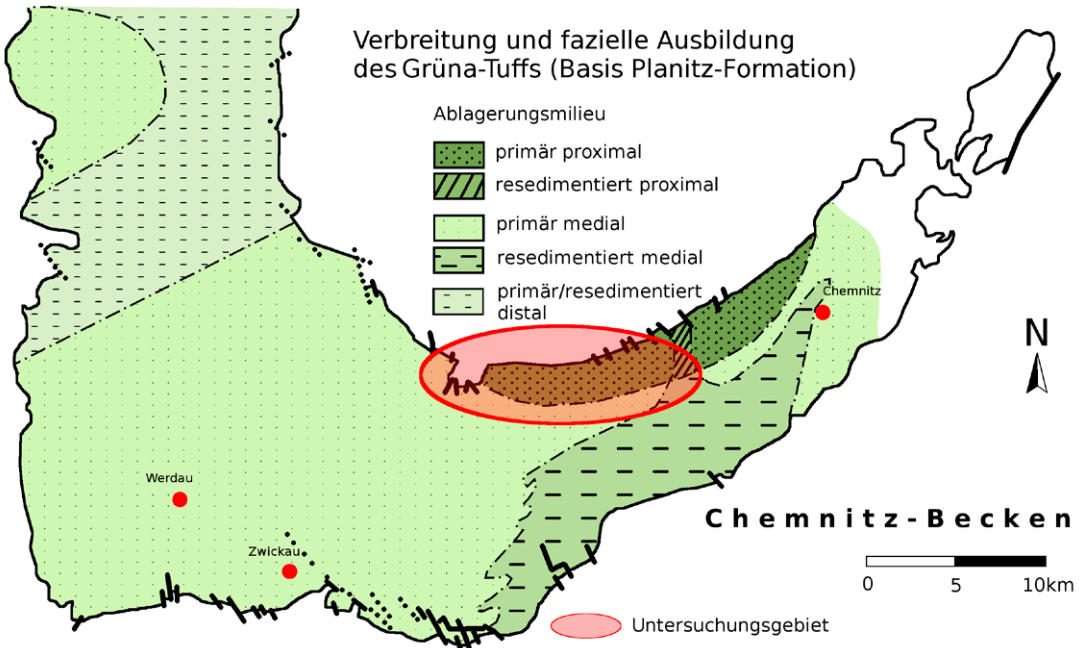 Verbreitung und fazielle Ausbildung
des Grüna-Tuffs (Basis Planitz-Formation)
Ablagerungsmilieu
primär proximal
resedimentiert proximal
primär medial
resedimentiert medial
primär/resedimentiert
distal
Chemnitz
N
Werdau
Zwickau
Chemnitz-Becken
0 5 10km
Untersuchungsgebiet